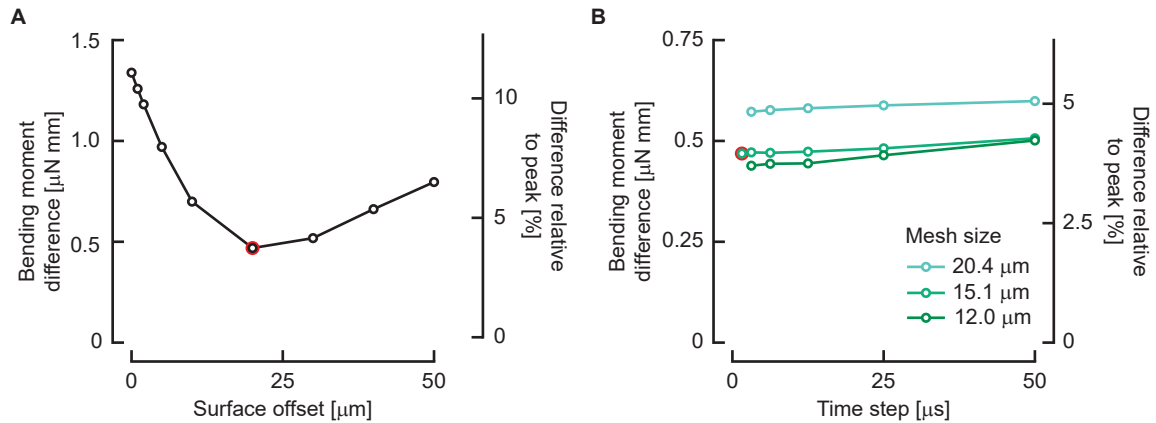 A
Bending moment
difference [μN mm]
1.5
1.0
0.5
0
10
5
0
Difference relative
to peak [%]
0
25
50
Surface offset [μm]
B
Bending moment
difference [μN mm]
0.75
0.5
0.25
0
5
2.5
0
Difference relative
to peak [%]
Mesh size
20.4 μm
15.1 μm
12.0 μm
0
25
50
Time step [μs]